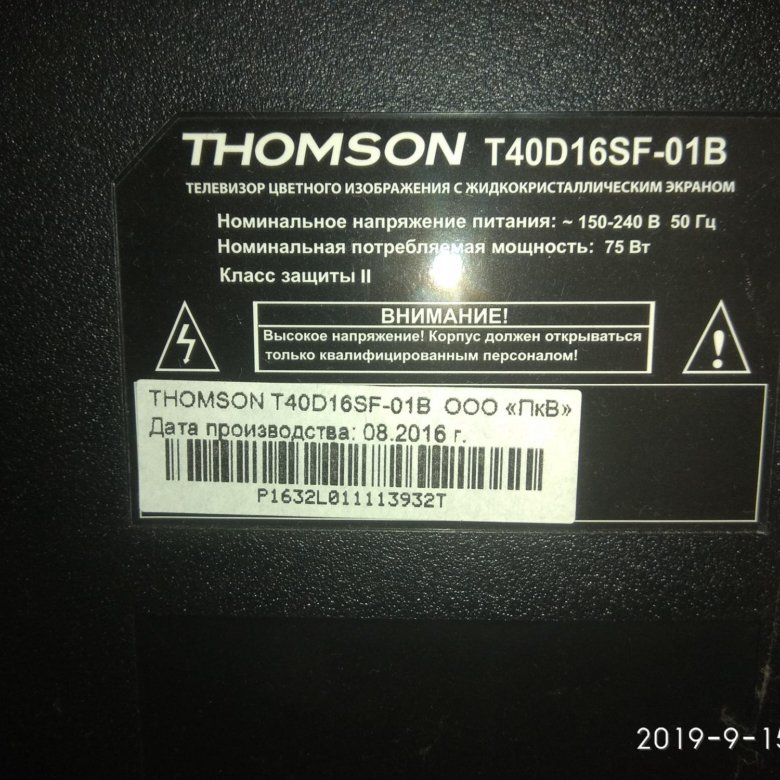 THOMSON T40D16SF-01B
ТЕЛЕВИЗОР ЦВЕТНОГО ИЗОБРАЖЕНИЯ С ЖИДКОКРИСТАЛЛИЧЕСКИМ ЭКРАНОМ
Номинальное напряжение питания: ~ 150-240 В 50 Гц
Номинальная потребляемая мощность: 75 Вт
Класс защиты II
ВНИМАНИЕ!
Высокое напряжение! Корпус должен открываться
только квалифицированным персоналом!
THOMSON T40D16SF-01B ООО «ПкВ»
Дата производства: 08.2016 г.
P1632L011113932T
2019-9-15